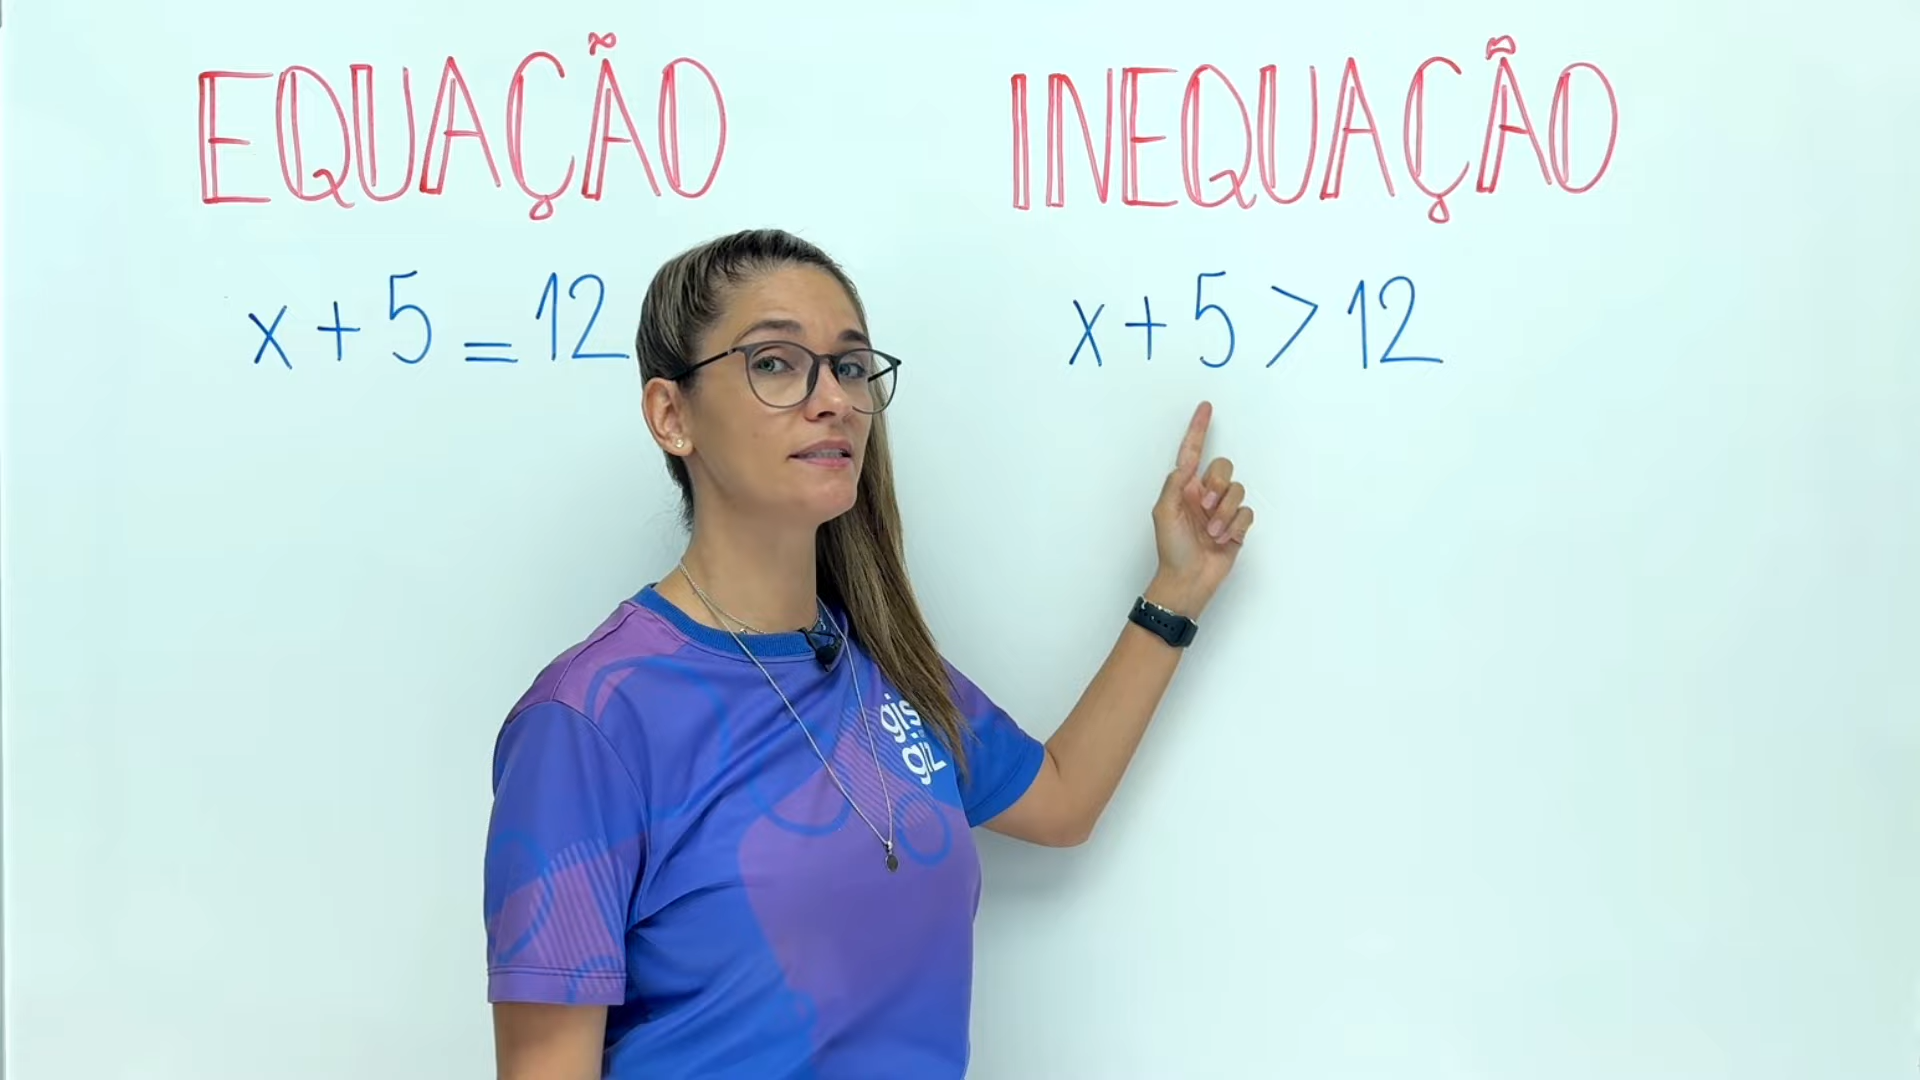 EQUAÇÃO
x + 5 = 12
INEQUAÇÃO
x + 5 > 12
gis
giz